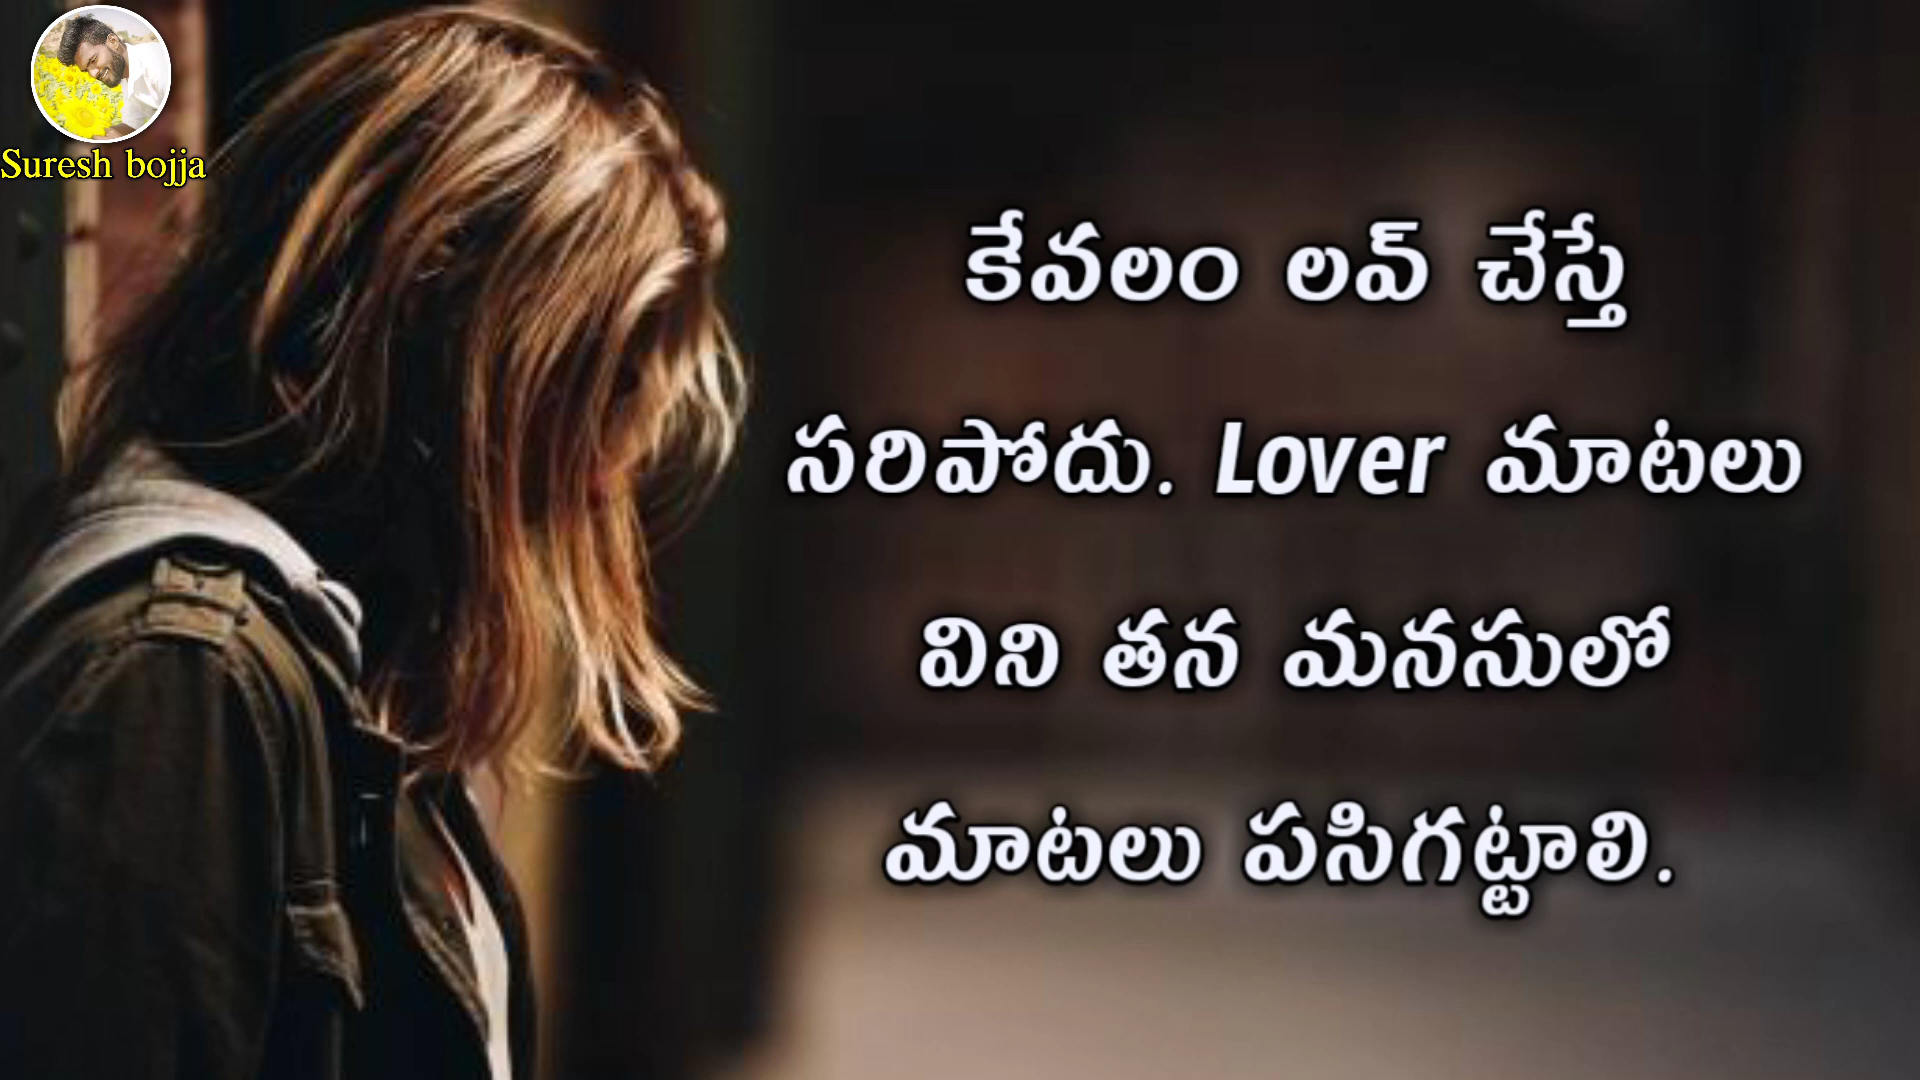 Suresh bojja
కేవలం లవ్ చేస్తే
సరిపోదు. Lover మాటలు
విని తన మనసులో
మాటలు పసిగట్టాలి.